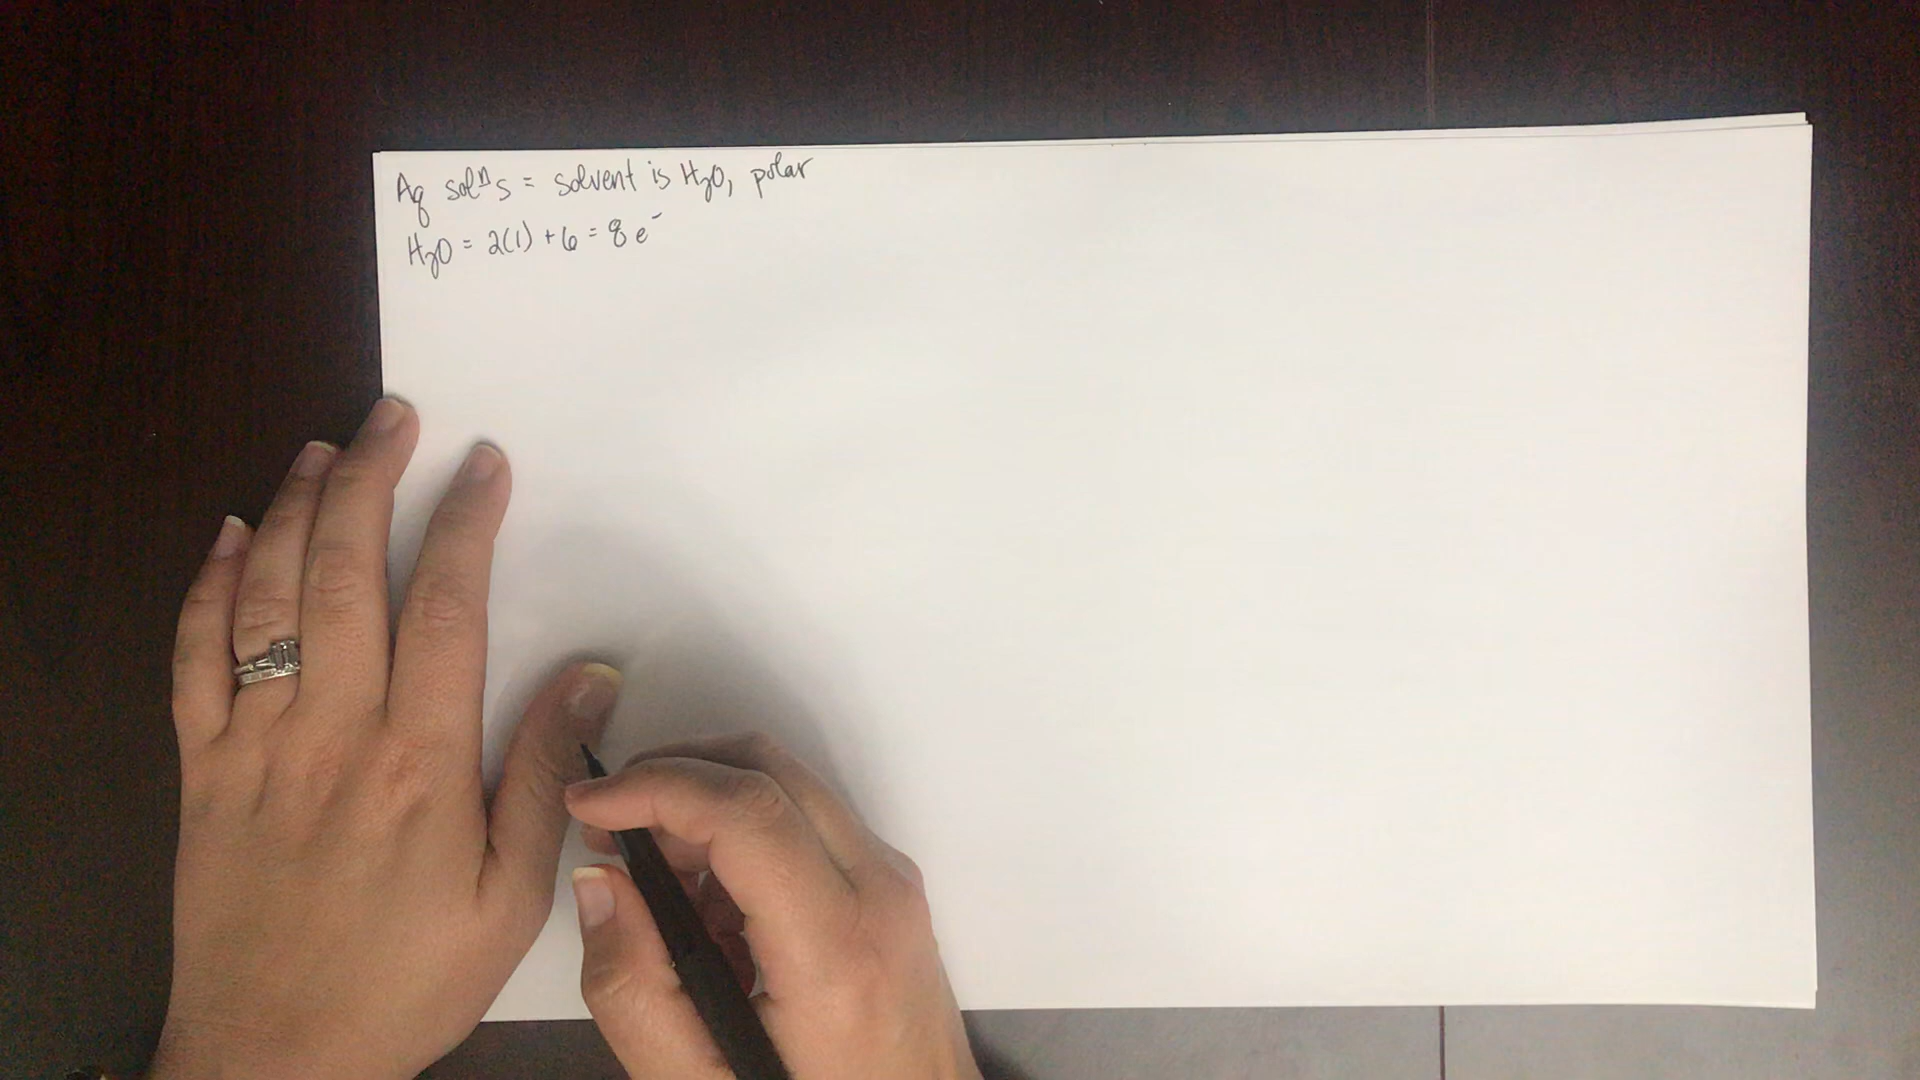 Aq solⁿs = solvent is H₂O, polar
H₂O = 2(1) + 6 = 8 e⁻